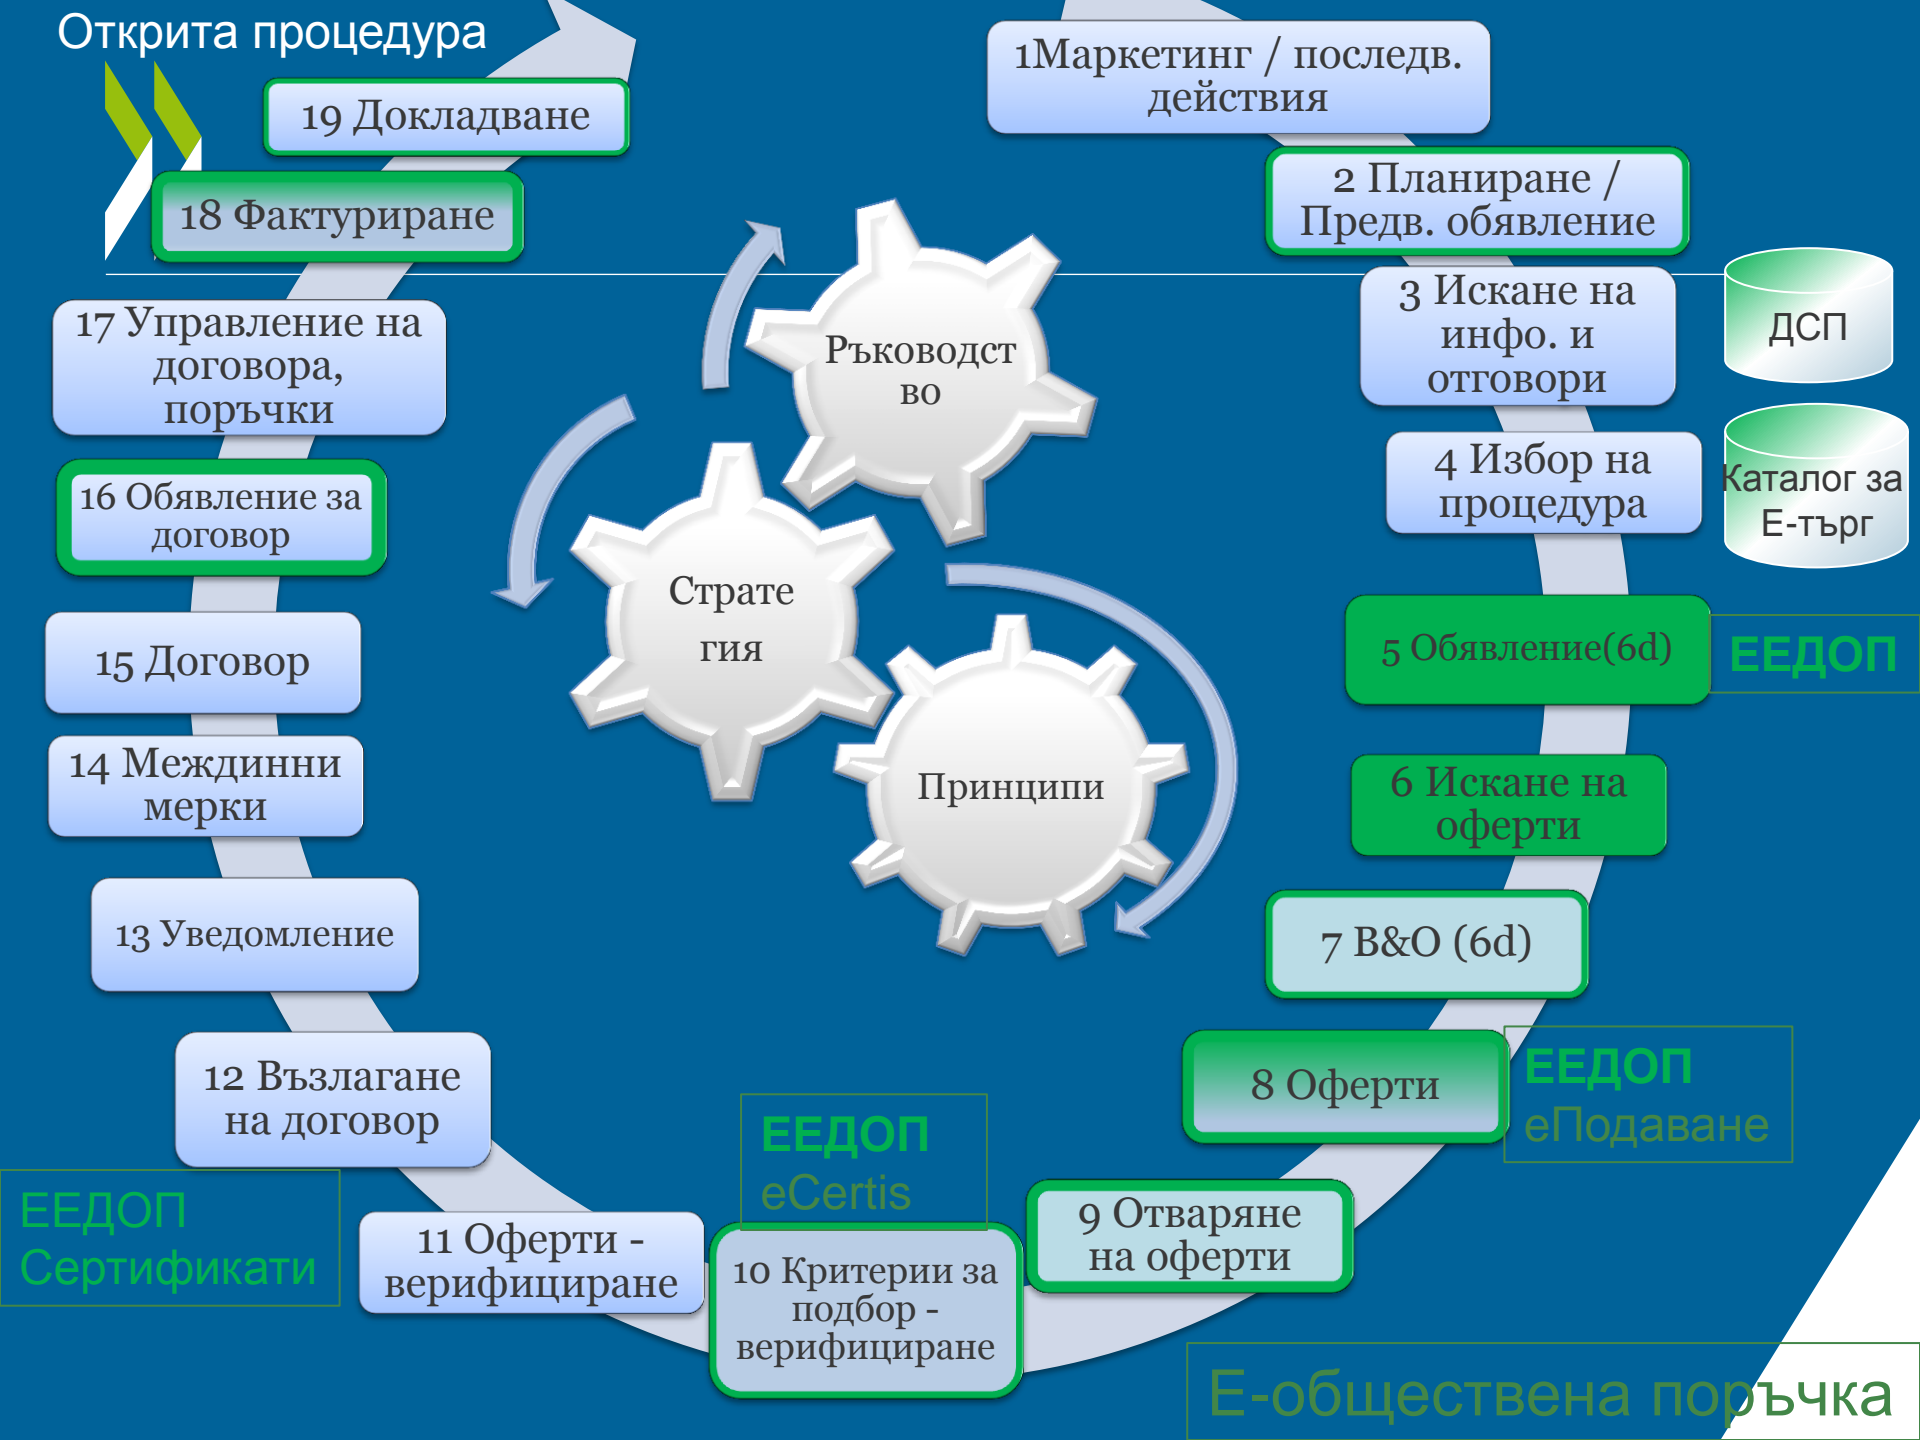 Открита процедура
1Маркетинг / последв.
действия
2 Планиране /
Предв. обявление
3 Искане на
инфо. и
отговори
ДСП
4 Избор на
процедура
Каталог за
Е-търг
5 Обявление(6d)
ЕЕДОП
6 Искане на
оферти
7 В&О (6d)
8 Оферти
ЕЕДОП
еПодаване
9 Отваряне
на оферти
ЕЕДОП
eCertis
10 Критерии за
подбор -
верифициране
11 Оферти -
верифициране
12 Възлагане
на договор
ЕЕДОП
Сертификати
13 Уведомление
14 Междинни
мерки
15 Договор
16 Обявление за
договор
17 Управление на
договора,
поръчки
18 Фактуриране
19 Докладване
Ръководст
во
Страте
гия
Принципи
Е-обществена поръчка